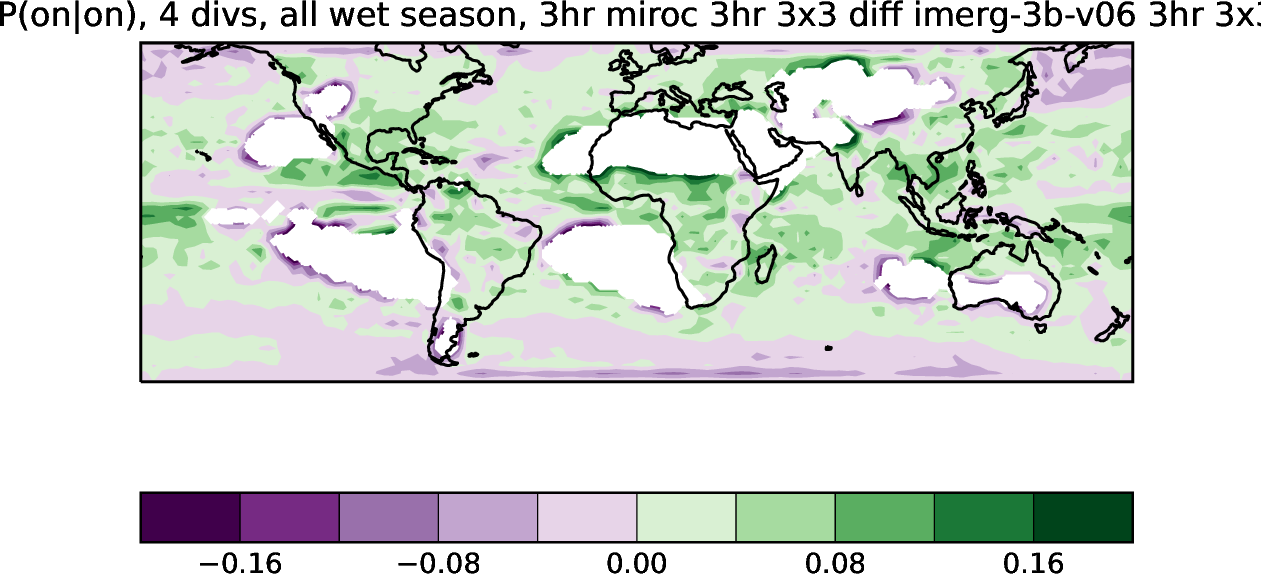 P(on|on), 4 divs, all wet season, 3hr miroc 3hr 3x3 diff imerg-3b-v06 3hr 3x3
−0.16 −0.08 0.00 0.08 0.16